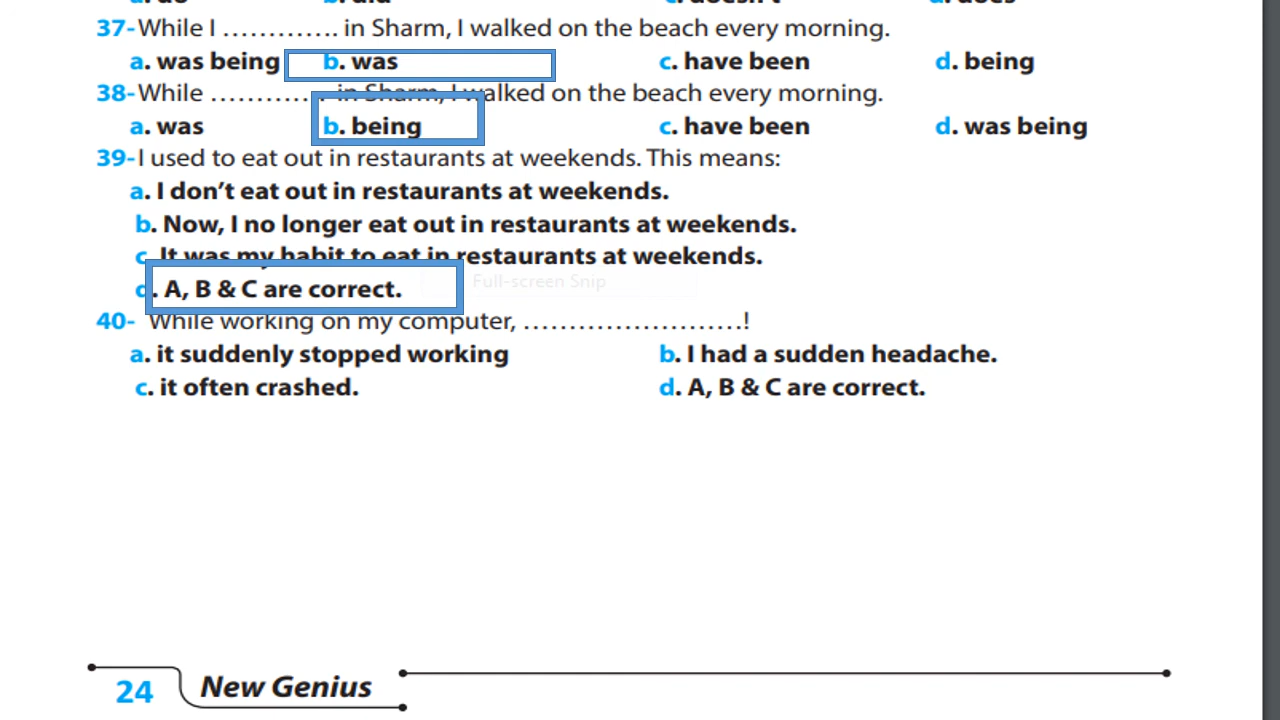 a. do b. did c. doesn't d. does
37- While I …………. in Sharm, I walked on the beach every morning.
a. was being b. was c. have been d. being
38- While ………… in Sharm, I walked on the beach every morning.
a. was b. being c. have been d. was being
39- I used to eat out in restaurants at weekends. This means:
a. I don't eat out in restaurants at weekends.
b. Now, I no longer eat out in restaurants at weekends.
c. It was my habit to eat in restaurants at weekends.
d. A, B & C are correct.
Full-screen Snip
40- While working on my computer, ……………………!
a. it suddenly stopped working b. I had a sudden headache.
c. it often crashed. d. A, B & C are correct.
24 New Genius